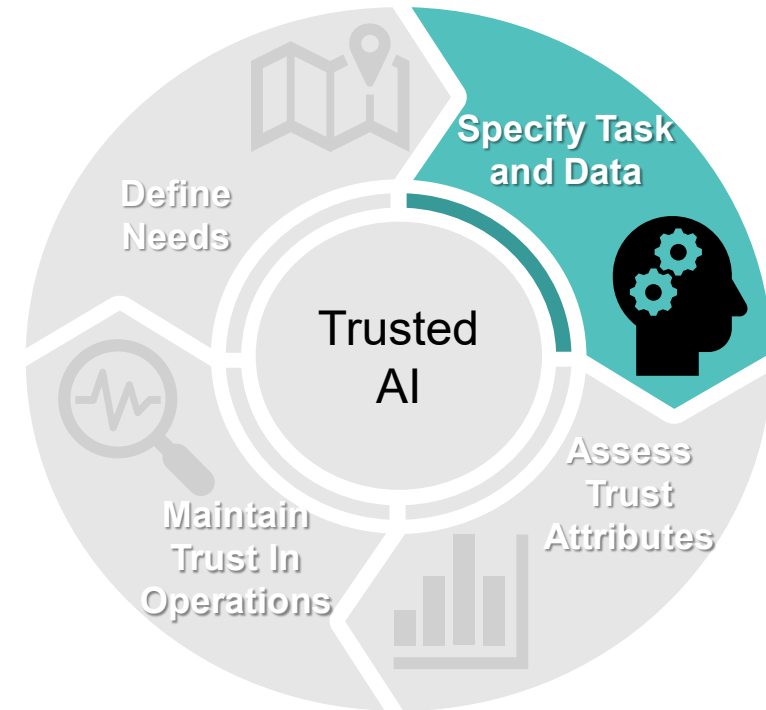 Specify Task
and Data
Define
Needs
Trusted
AI
Assess
Trust
Attributes
Maintain
Trust In
Operations